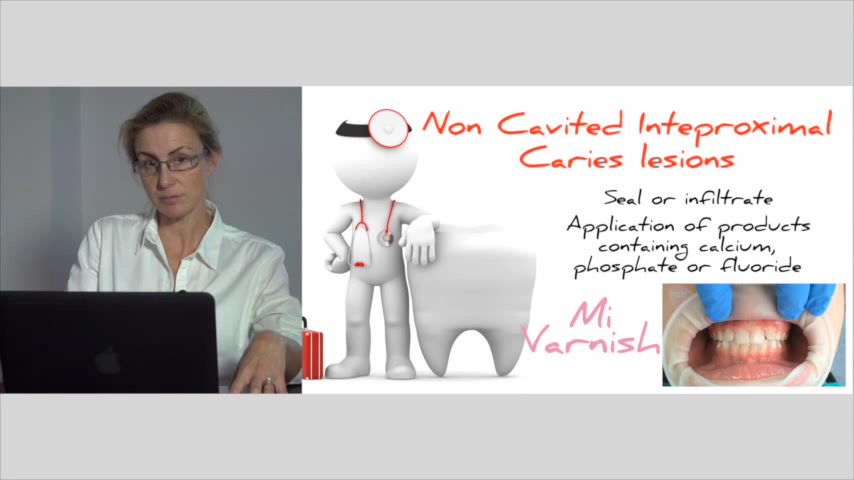 Non Cavited Inteproximal
Caries lesions
Seal or infiltrate
Application of products
containing calcium,
phosphate or fluoride
Mi
Varnish